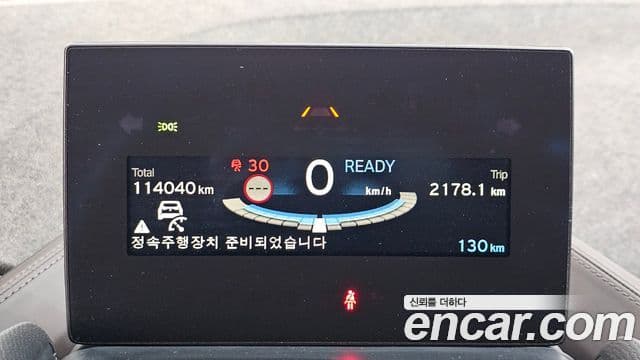 30
0
READY
km/h
Total
114040 km
Trip
2178.1 km
정속주행장치 준비되었습니다
130 km
신뢰를 더하다
encar.com